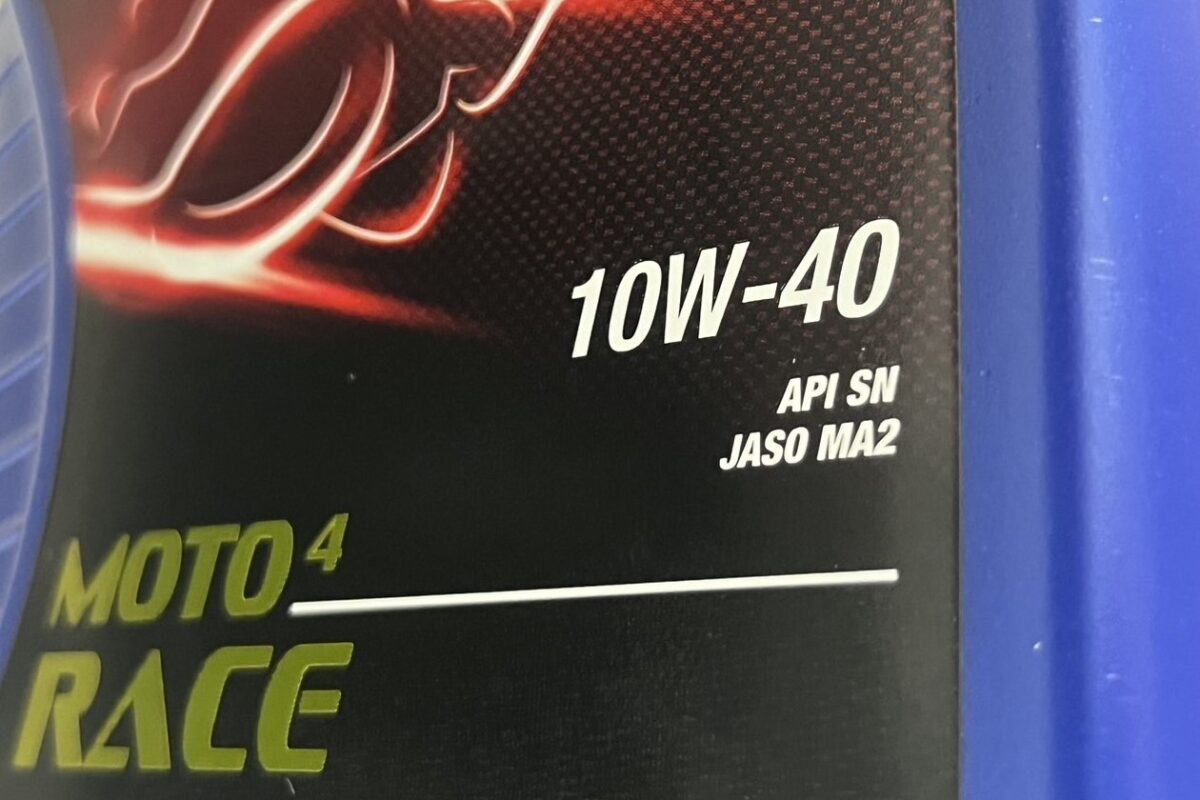 10W-40
API SN
JASO MA2
MOTO 4
RACE